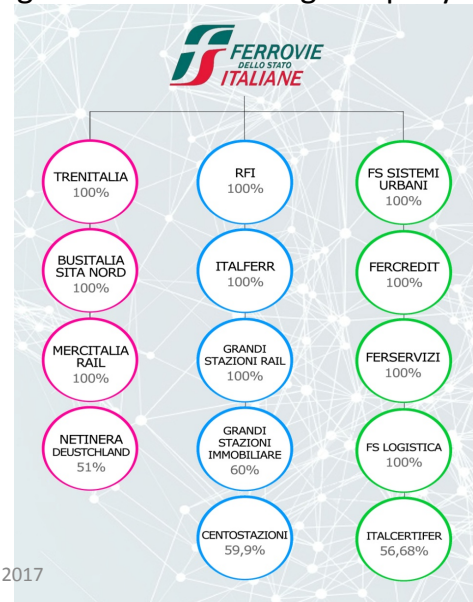 FERROVIE
DELLO STATO
ITALIANE
TRENITALIA
100%
BUSITALIA
SITA NORD
100%
MERCITALIA
RAIL
100%
NETINERA
DEUSTCHLAND
51%
RFI
100%
ITALFERR
100%
GRANDI
STAZIONI RAIL
100%
GRANDI
STAZIONI
IMMOBILIARE
60%
CENTOSTAZIONI
59,9%
FS SISTEMI
URBANI
100%
FERCREDIT
100%
FERSERVIZI
100%
FS LOGISTICA
100%
ITALCERTIFER
56,68%
2017